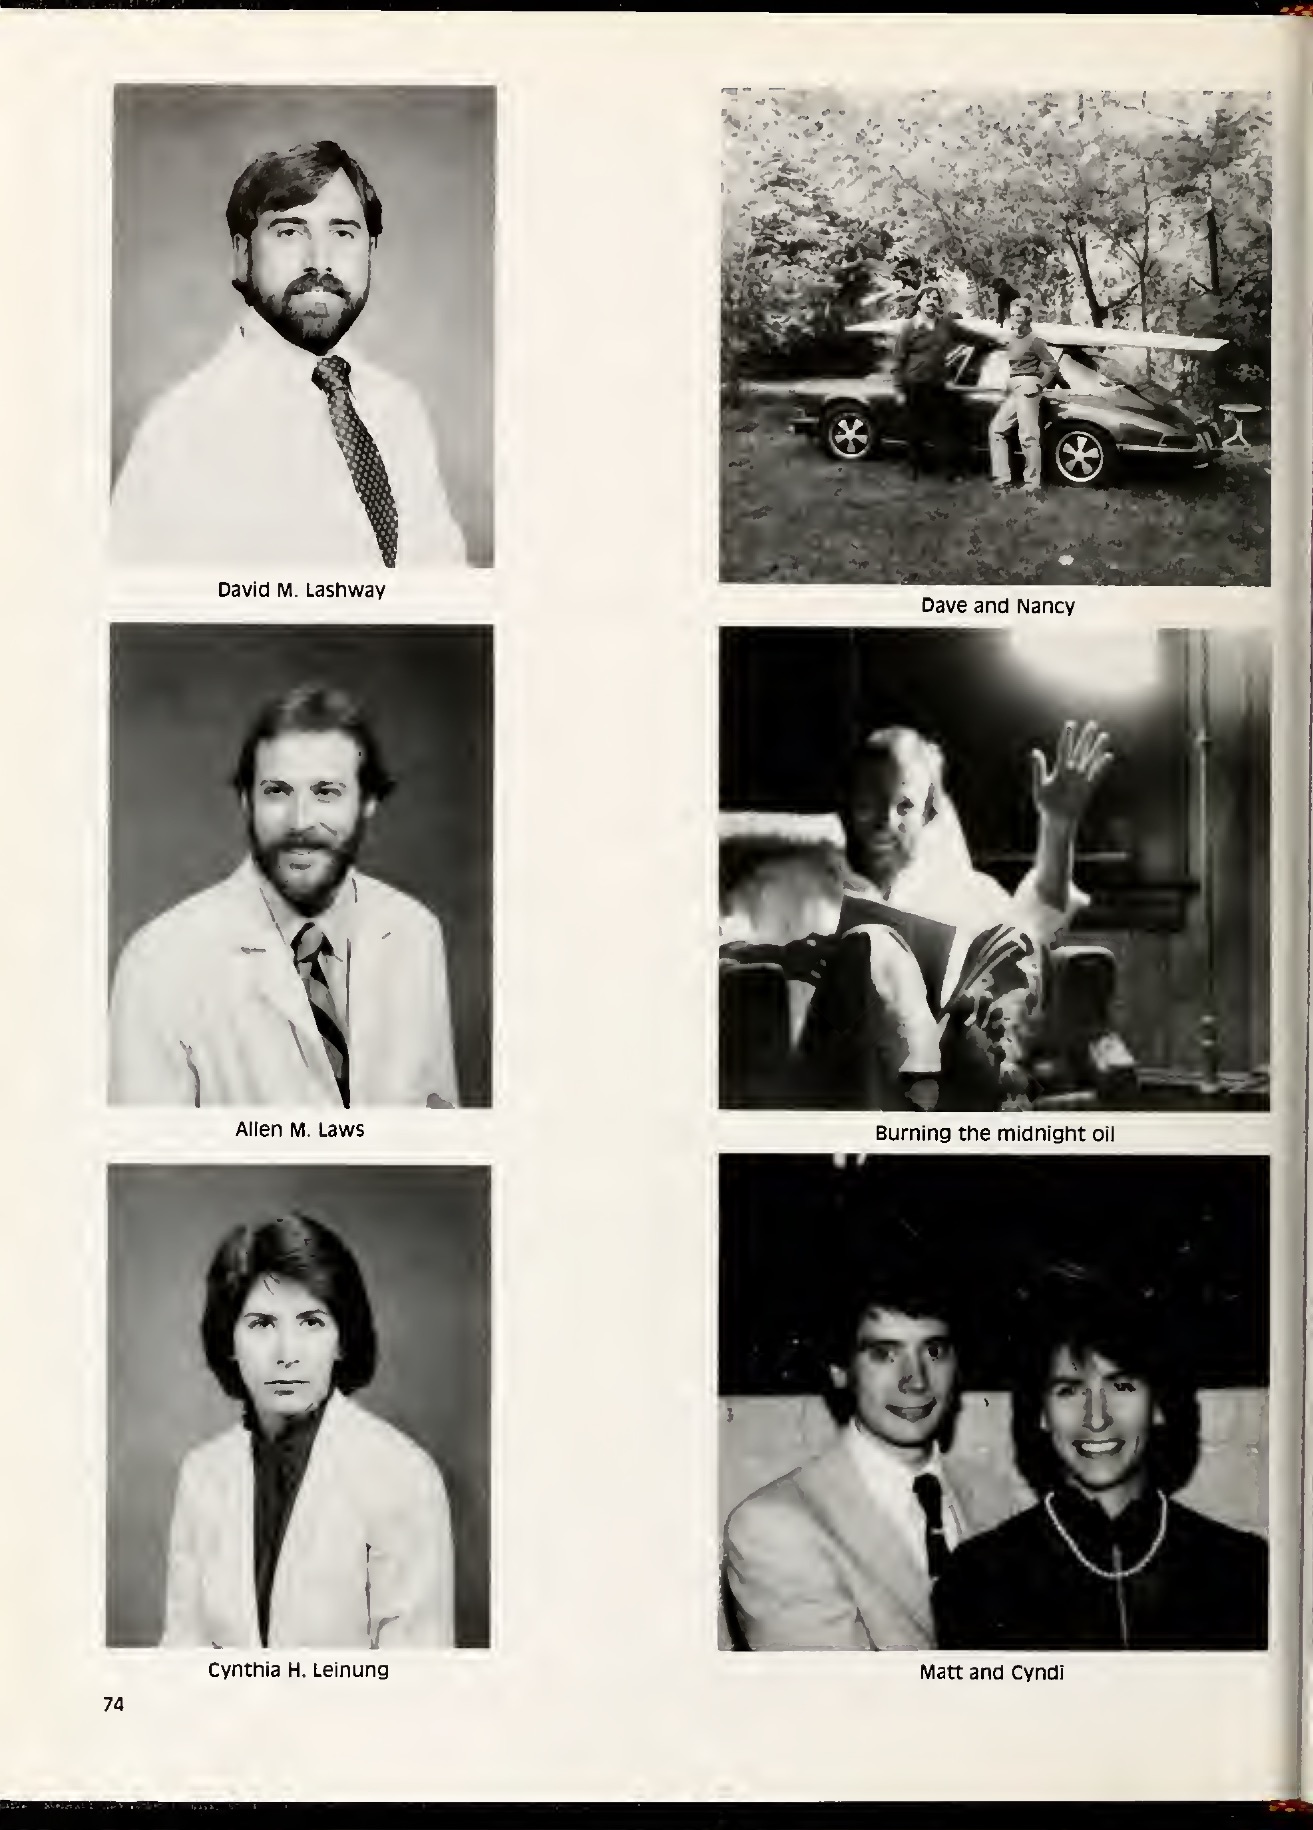 David M. Lashway
Dave and Nancy
Allen M. Laws
Burning the midnight oil
Cynthia H. Leinung
Matt and Cyndi
74